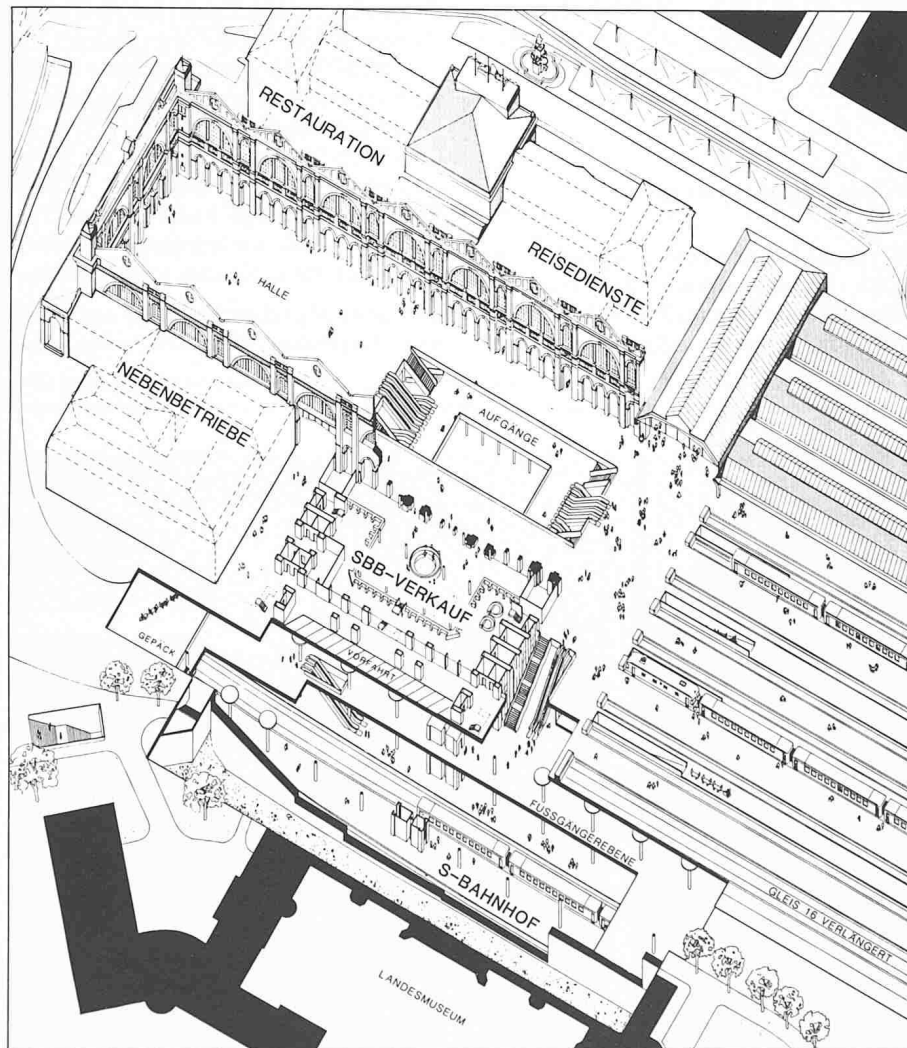 RESTAURATION
REISEDIENSTE
HALLE
NEBENBETRIEBE
AUFGÄNGE
SBB-VERKAUF
GEPÄCK
VORFAHRT
FUSSGÄNGEREBENE
S-BAHNHOF
GLEIS 16 VERLÄNGERT
LANDESMUSEUM